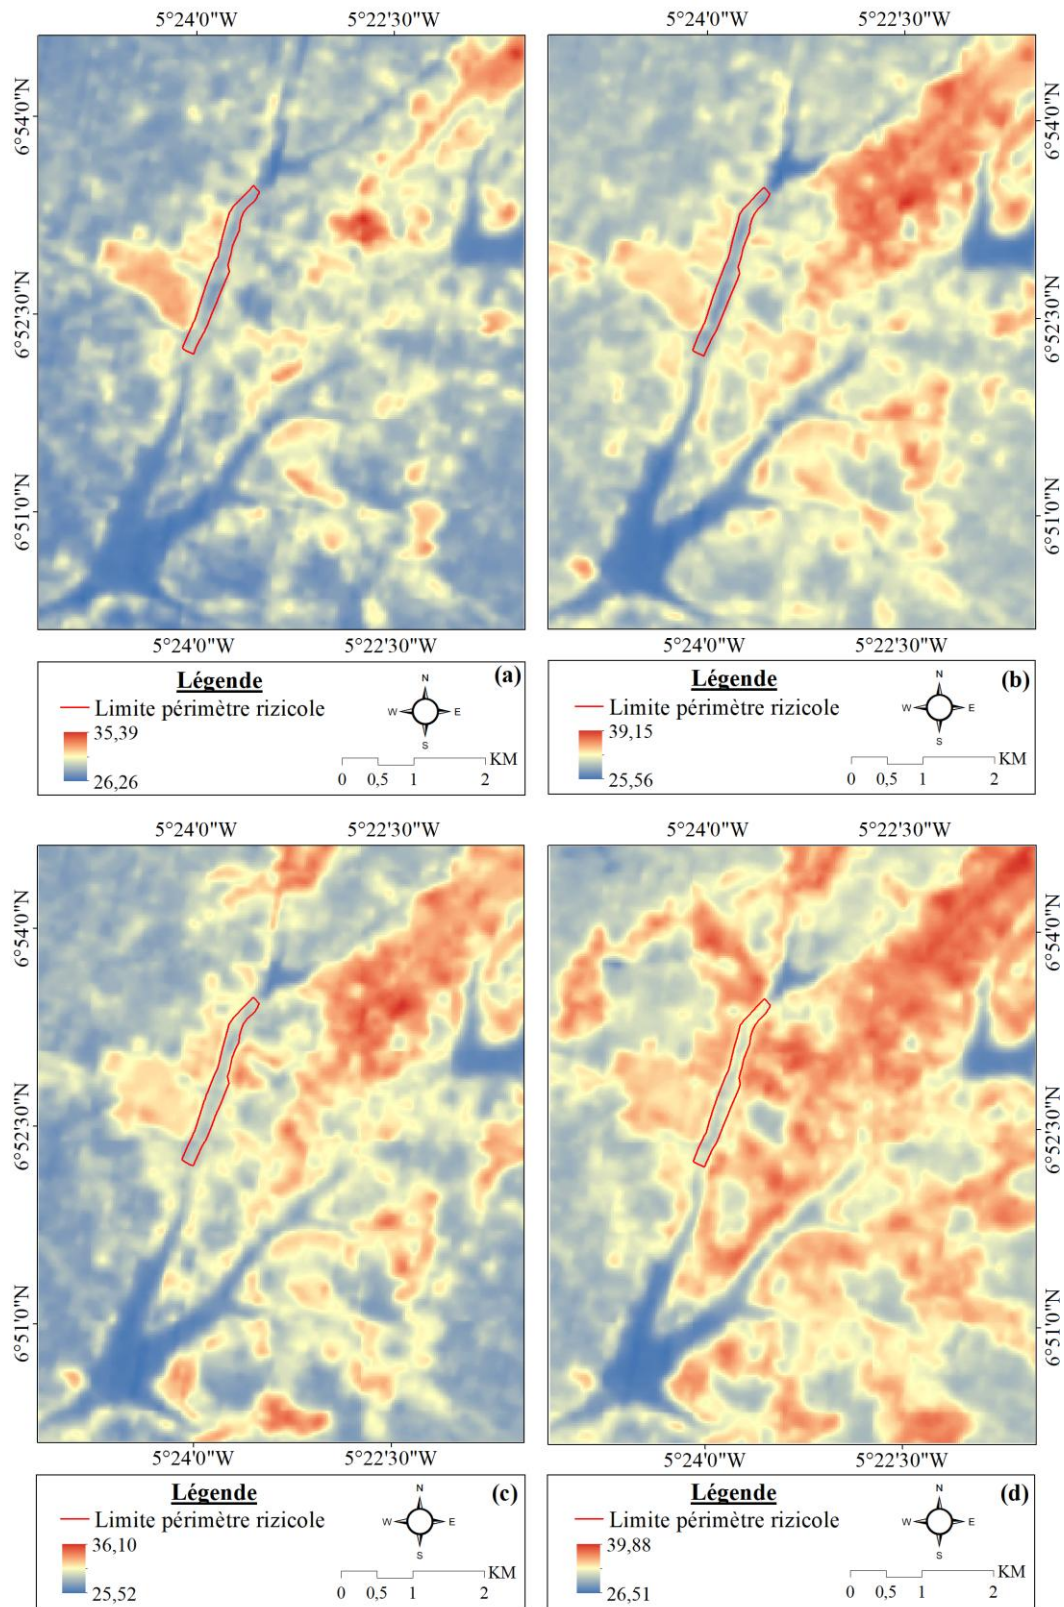 5°24'0"W 5°22'30"W 5°24'0"W 5°22'30"W
6°54'0"N 6°54'0"N
6°52'30"N 6°52'30"N
6°51'0"N 6°51'0"N
5°24'0"W 5°22'30"W 5°24'0"W 5°22'30"W
Légende (a)
Limite périmètre rizicole
35,39
26,26
N
W E
S
KM
0 0,5 1 2
Légende (b)
Limite périmètre rizicole
39,15
25,56
N
W E
S
KM
0 0,5 1 2
5°24'0"W 5°22'30"W 5°24'0"W 5°22'30"W
6°54'0"N 6°54'0"N
6°52'30"N 6°52'30"N
6°51'0"N 6°51'0"N
5°24'0"W 5°22'30"W 5°24'0"W 5°22'30"W
Légende (c)
Limite périmètre rizicole
36,10
25,52
N
W E
S
KM
0 0,5 1 2
Légende (d)
Limite périmètre rizicole
39,88
26,51
N
W E
S
KM
0 0,5 1 2